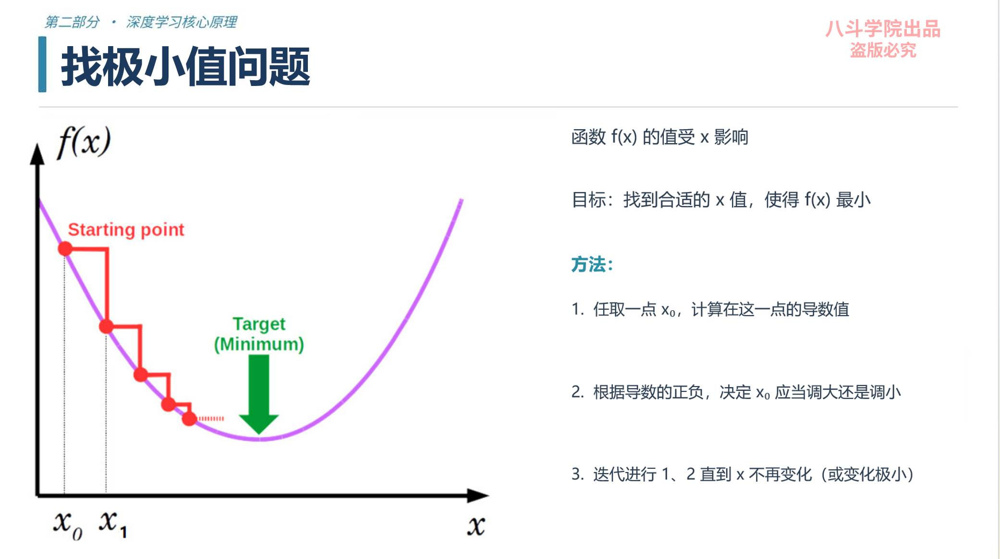 第二部分 · 深度学习核心原理
八斗学院出品
盗版必究
找极小值问题
f(x)
Starting point
Target
(Minimum)
x₀ x₁
x
函数 f(x) 的值受 x 影响
目标：找到合适的 x 值，使得 f(x) 最小
方法：
1. 任取一点 x₀，计算在这一点的导数值
2. 根据导数的正负，决定 x₀ 应当调大还是调小
3. 迭代进行 1、2 直到 x 不再变化（或变化极小）